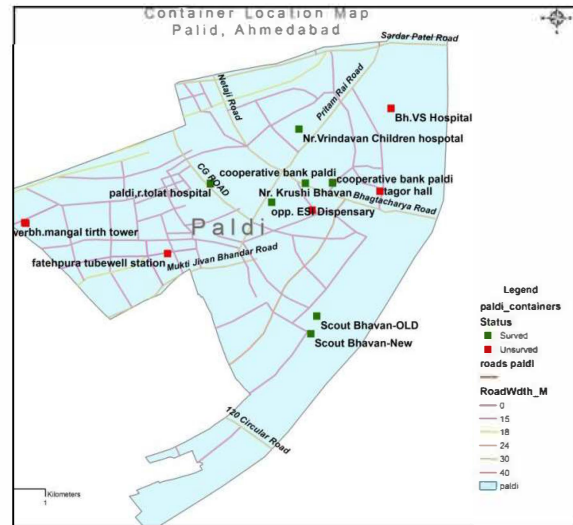 Container Location Map
Palid, Ahmedabad
Sardar Patel Road
Netaji Road
Pritam Rai Road
Bh.VS Hospital
Nr.Vrindavan Children hospotal
CG ROAD
cooperative bank paldi
cooperative bank paldi
paldi,r.tolat hospital
Nr. Krushi Bhavan
tagor hall
Bhagtacharya Road
opp. ESI Dispensary
Paldi
verbh.mangal tirth tower
fatehpura tubewell station
Mukti Jivan Bhandar Road
Scout Bhavan-OLD
Scout Bhavan-New
120 Circular Road
Legend
paldi_containers
Status
Surved
Unsurved
roads paldi
RoadWdth_M
0
15
18
24
30
40
paldi
Kilometers
1